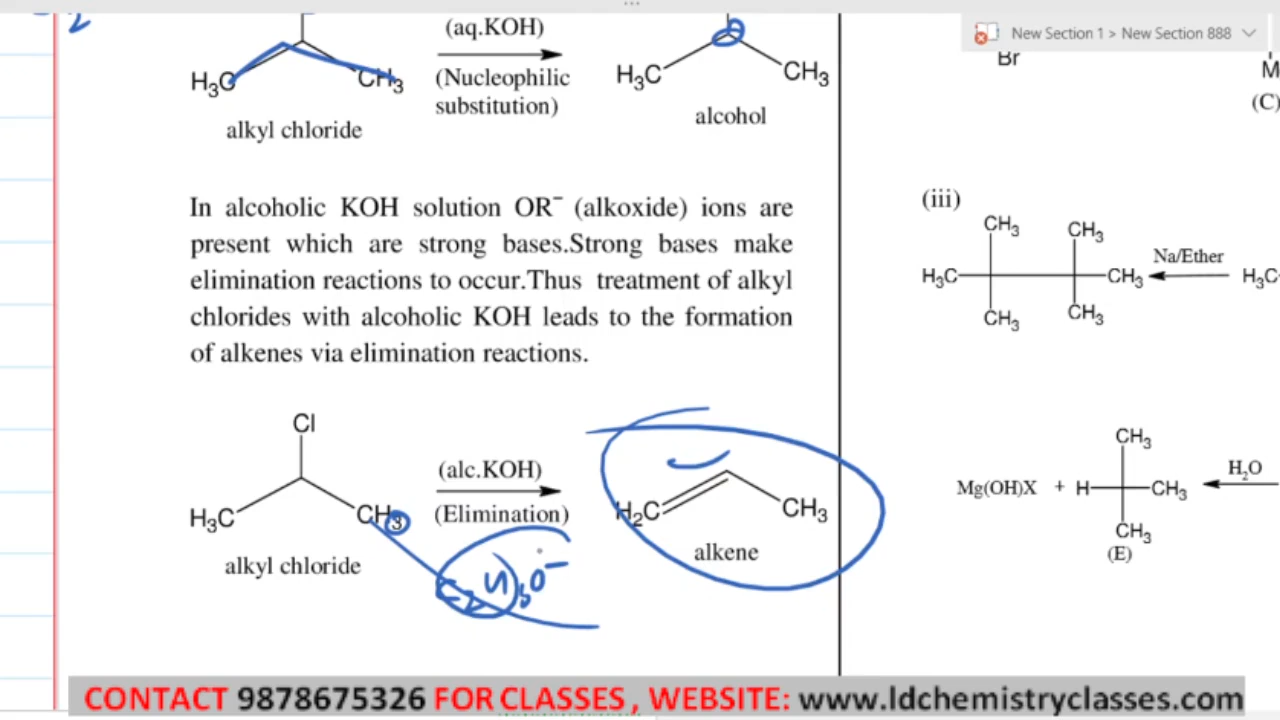 New Section 1 > New Section 888
(aq.KOH)
H₃C CH₃
(Nucleophilic
substitution)
H₃C CH₃
alkyl chloride
alcohol
In alcoholic KOH solution OR⁻ (alkoxide) ions are
present which are strong bases.Strong bases make
elimination reactions to occur.Thus treatment of alkyl
chlorides with alcoholic KOH leads to the formation
of alkenes via elimination reactions.
Cl
(alc.KOH)
H₃C CH₃
(Elimination)
H₂C CH₃
alkyl chloride
alkene
Br
M
(C)
(iii)
CH₃ CH₃
Na/Ether
H₃C CH₃ H₃C
CH₃ CH₃
CH₃
H₂O
Mg(OH)X + H CH₃
CH₃
(E)
CONTACT 9878675326 FOR CLASSES , WEBSITE: www.ldchemistryclasses.com